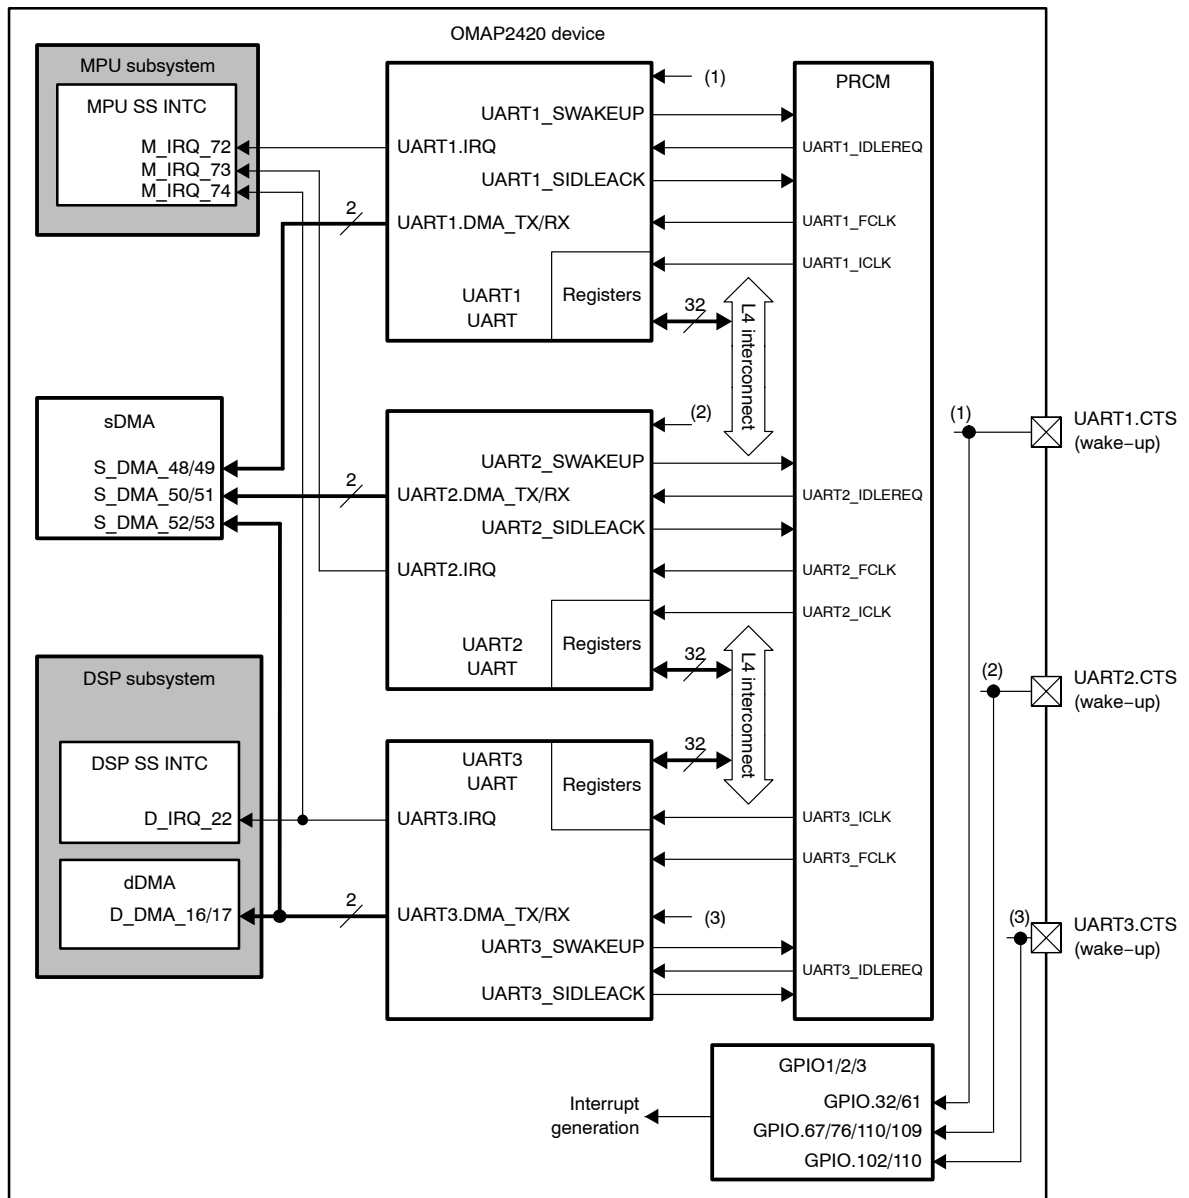 OMAP2420 device
MPU subsystem
MPU SS INTC
M_IRQ_72
M_IRQ_73
M_IRQ_74
2
(1)
UART1_SWAKEUP
UART1.IRQ
UART1_SIDLEACK
UART1.DMA_TX/RX
UART1
UART
Registers
32
L4 interconnect
PRCM
UART1_IDLEREQ
UART1_FCLK
UART1_ICLK
sDMA
S_DMA_48/49
S_DMA_50/51
S_DMA_52/53
2
(2)
UART2_SWAKEUP
UART2.DMA_TX/RX
UART2_SIDLEACK
UART2.IRQ
UART2
UART
Registers
32
L4 interconnect
UART2_IDLEREQ
UART2_FCLK
UART2_ICLK
DSP subsystem
DSP SS INTC
D_IRQ_22
dDMA
D_DMA_16/17
2
UART3
UART
Registers
32
UART3.IRQ
UART3.DMA_TX/RX
(3)
UART3_SWAKEUP
UART3_SIDLEACK
UART3_ICLK
UART3_FCLK
UART3_IDLEREQ
(1)
UART1.CTS
(wake−up)
(2)
UART2.CTS
(wake−up)
(3)
UART3.CTS
(wake−up)
GPIO1/2/3
GPIO.32/61
GPIO.67/76/110/109
GPIO.102/110
Interrupt
generation